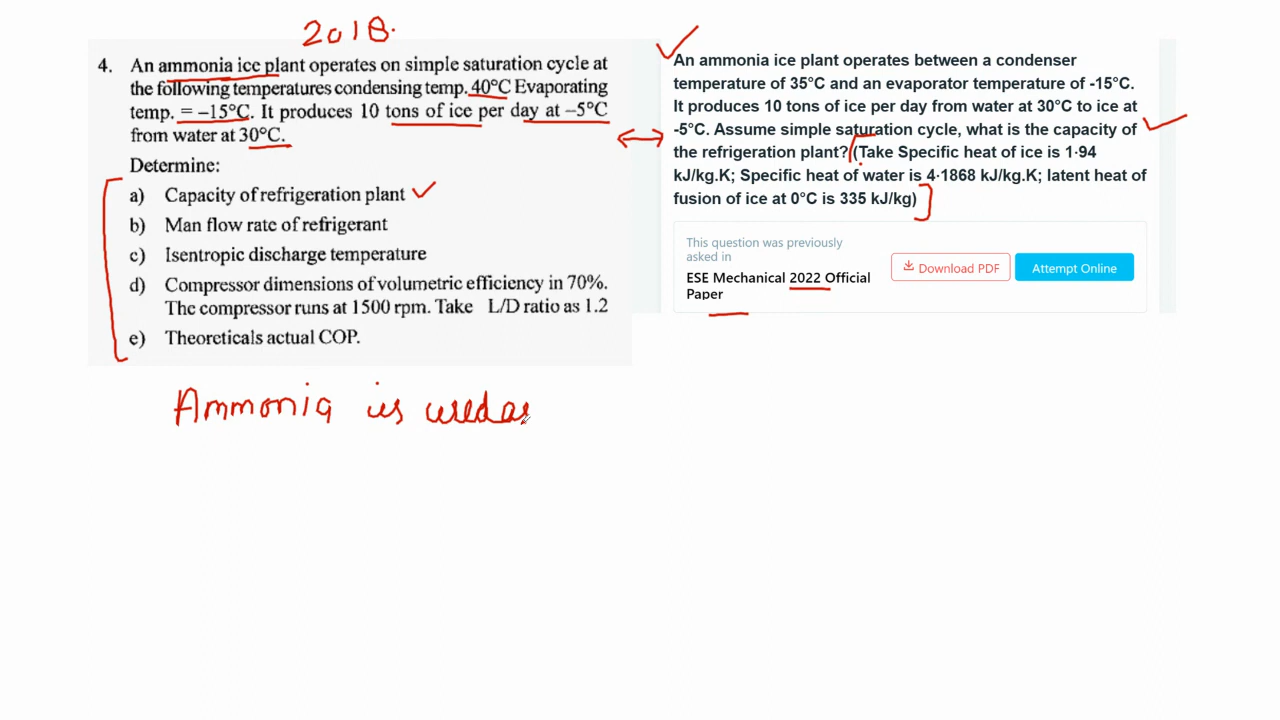 2018.
4. An ammonia ice plant operates on simple saturation cycle at
the following temperatures condensing temp. 40°C Evaporating
temp. = –15°C. It produces 10 tons of ice per day at –5°C
from water at 30°C.
Determine:
a) Capacity of refrigeration plant
b) Man flow rate of refrigerant
c) Isentropic discharge temperature
d) Compressor dimensions of volumetric efficiency in 70%.
The compressor runs at 1500 rpm. Take L/D ratio as 1.2
e) Theoreticals actual COP.
An ammonia ice plant operates between a condenser
temperature of 35°C and an evaporator temperature of -15°C.
It produces 10 tons of ice per day from water at 30°C to ice at
-5°C. Assume simple saturation cycle, what is the capacity of
the refrigeration plant? (Take Specific heat of ice is 1·94
kJ/kg.K; Specific heat of water is 4·1868 kJ/kg.K; latent heat of
fusion of ice at 0°C is 335 kJ/kg)
This question was previously
asked in
ESE Mechanical 2022 Official
Paper
Download PDF
Attempt Online
Ammonia is used as